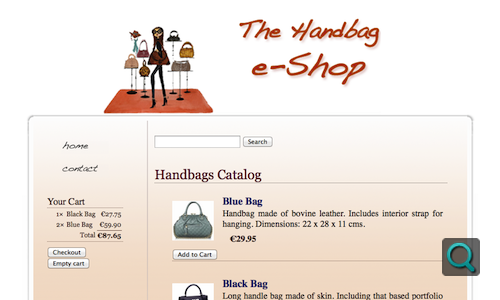 The Handbag
e-Shop
home
contact
Search
Handbags Catalog
Your Cart
1× Black Bag €27.75
2× Blue Bag €59.90
Total €87.65
Checkout
Empty cart
Blue Bag
Handbag made of bovine leather. Includes interior strap for
hanging. Dimensions: 22 x 28 x 11 cms.
€29.95
Add to Cart
Black Bag
Long handle bag made of skin. Including that based portfolio